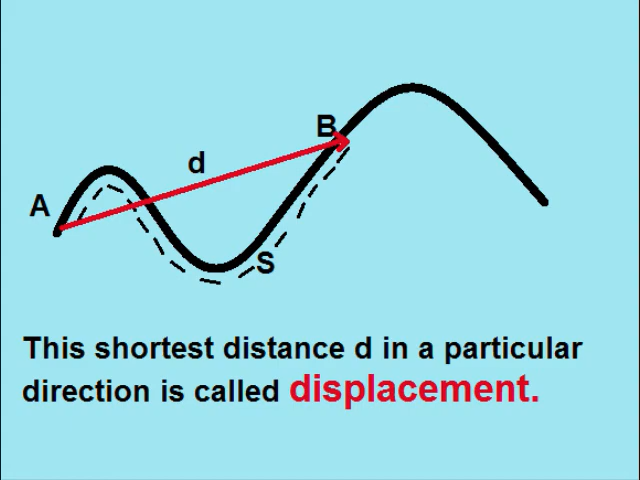 B
d
A
S
This shortest distance d in a particular
direction is called displacement.